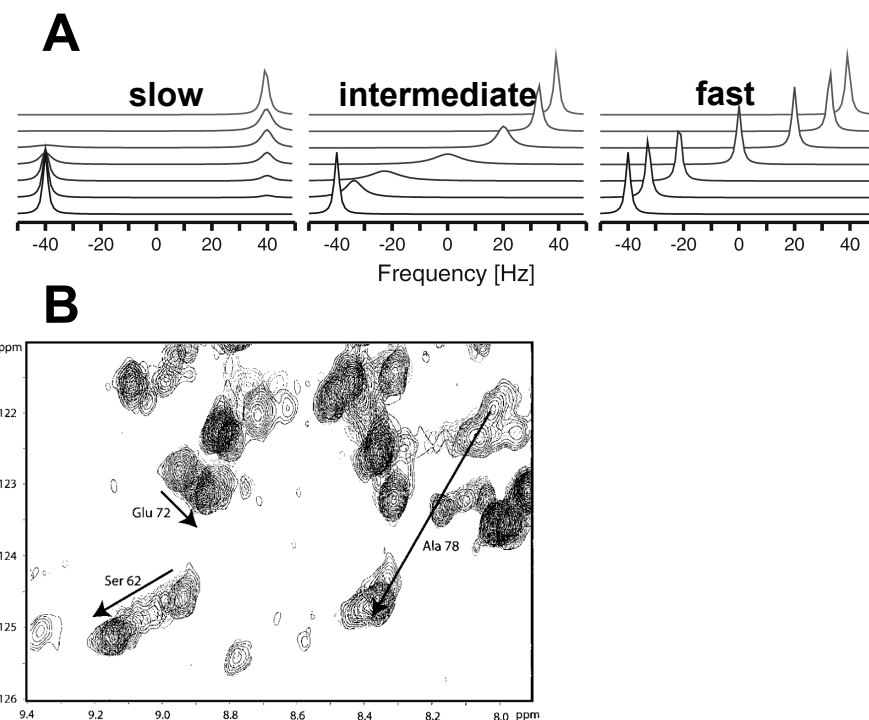 A
slow intermediate fast
-40 -20 0 20 40 -40 -20 0 20 40 -40 -20 0 20 40
Frequency [Hz]
B
ppm
122
123
124
125
126
Glu 72
Ala 78
Ser 62
9.4 9.2 9.0 8.8 8.6 8.4 8.2 8.0 ppm